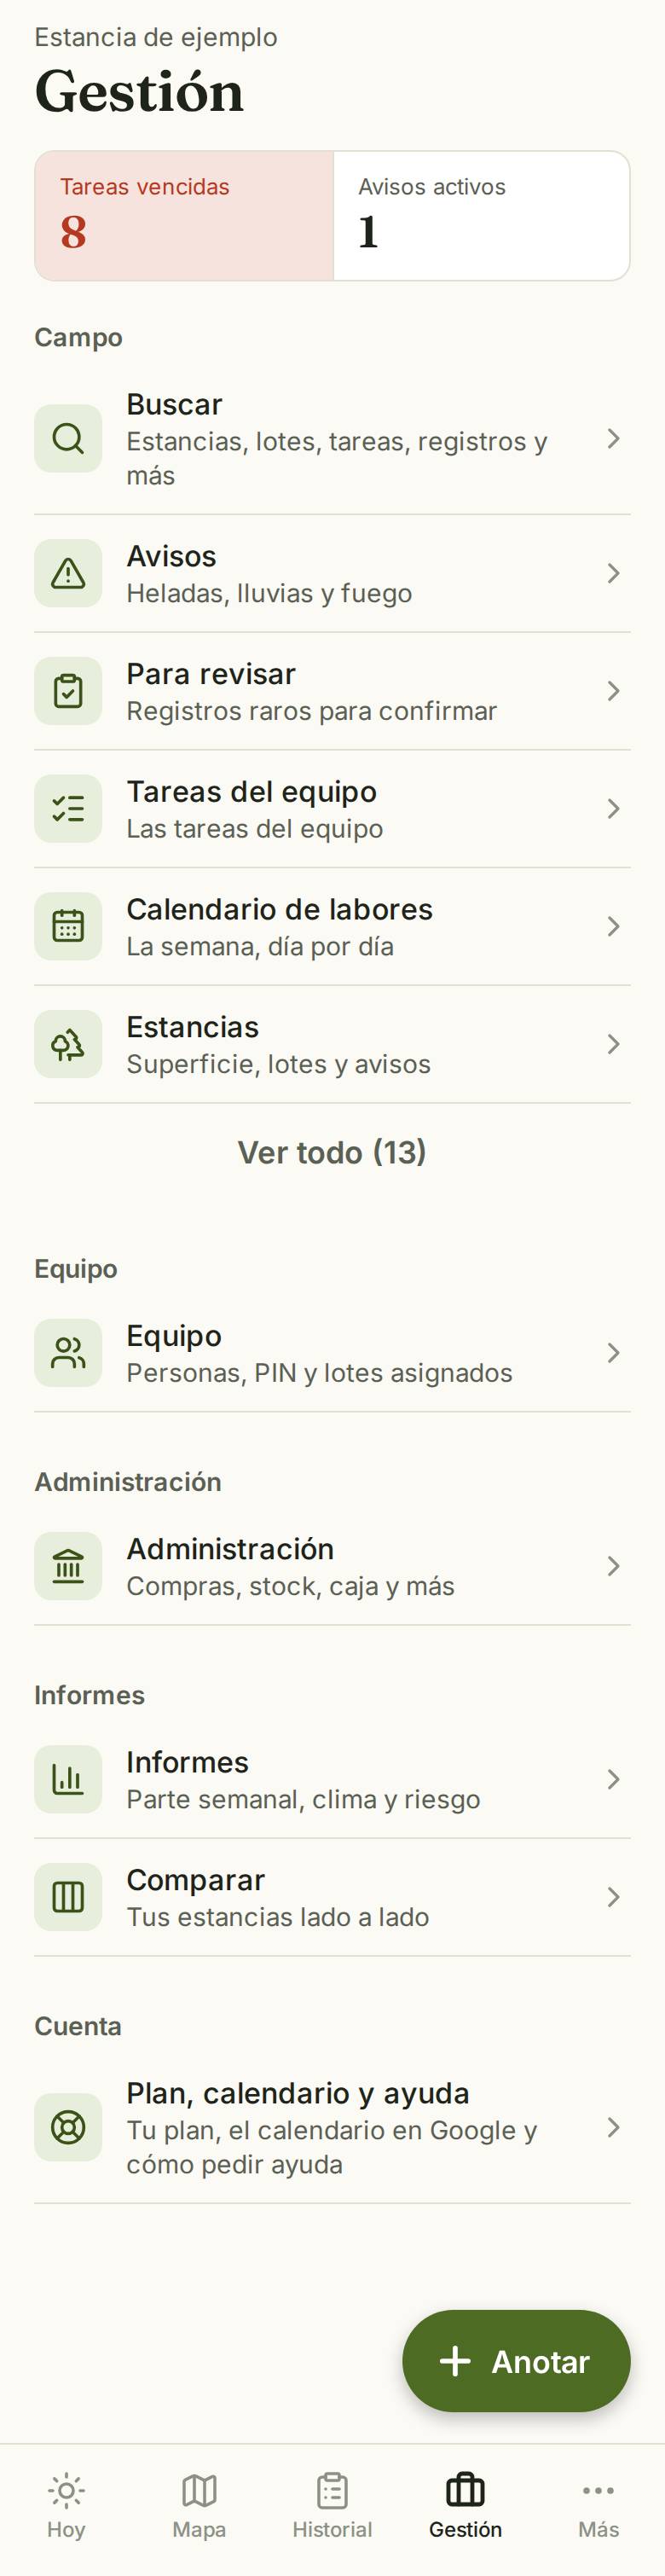 Estancia de ejemplo
Gestión
Tareas vencidas
8
Avisos activos
1
Campo
Buscar
Estancias, lotes, tareas, registros y
más
Avisos
Heladas, lluvias y fuego
Para revisar
Registros raros para confirmar
Tareas del equipo
Las tareas del equipo
Calendario de labores
La semana, día por día
Estancias
Superficie, lotes y avisos
Ver todo (13)
Equipo
Equipo
Personas, PIN y lotes asignados
Administración
Administración
Compras, stock, caja y más
Informes
Informes
Parte semanal, clima y riesgo
Comparar
Tus estancias lado a lado
Cuenta
Plan, calendario y ayuda
Tu plan, el calendario en Google y
cómo pedir ayuda
Anotar
Hoy
Mapa
Historial
Gestión
Más